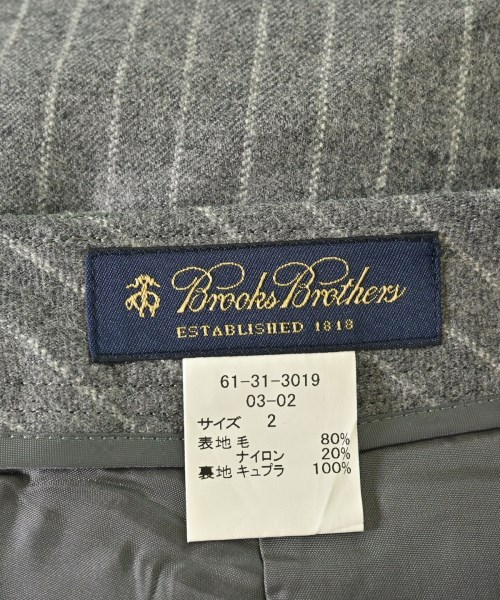 Brooks Brothers
ESTABLISHED 1818
61-31-3019
03-02
サイズ 2
表地 毛 80%
ナイロン 20%
裏地 キュプラ 100%